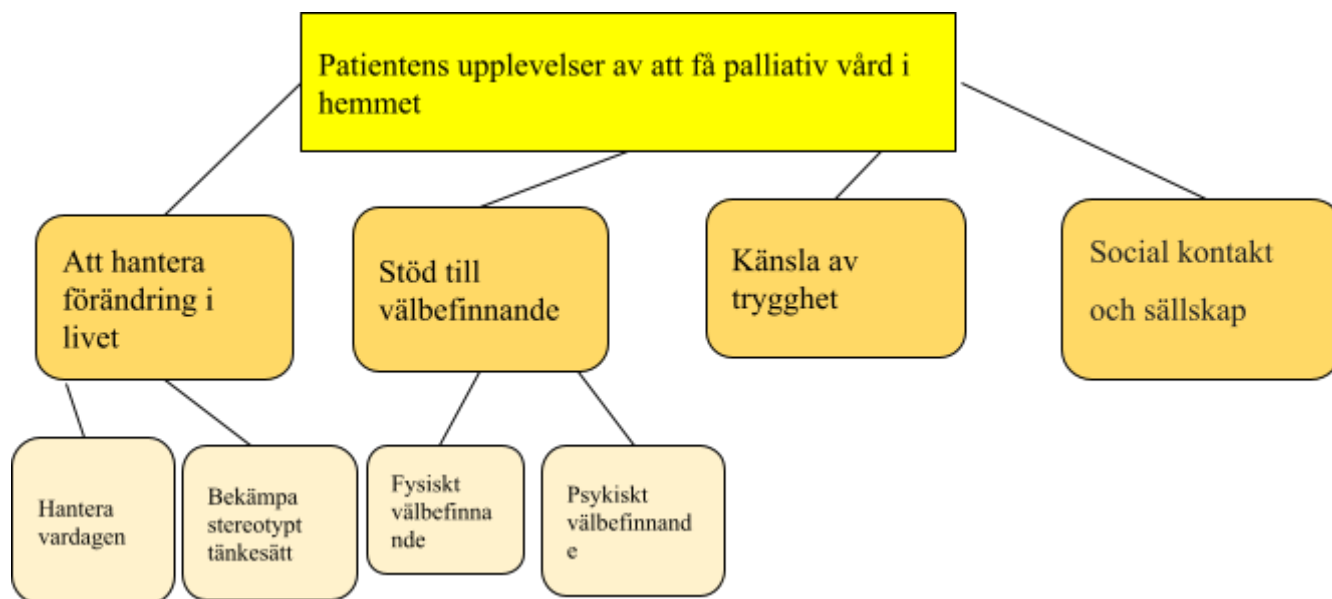 Patientens upplevelser av att få palliativ vård i
hemmet
Att hantera
förändring i
livet
Stöd till
välbefinnande
Känsla av
trygghet
Social kontakt
och sällskap
Hantera
vardagen
Bekämpa
stereotypt
tänkesätt
Fysiskt
välbefinna
nde
Psykiskt
välbefinnand
e